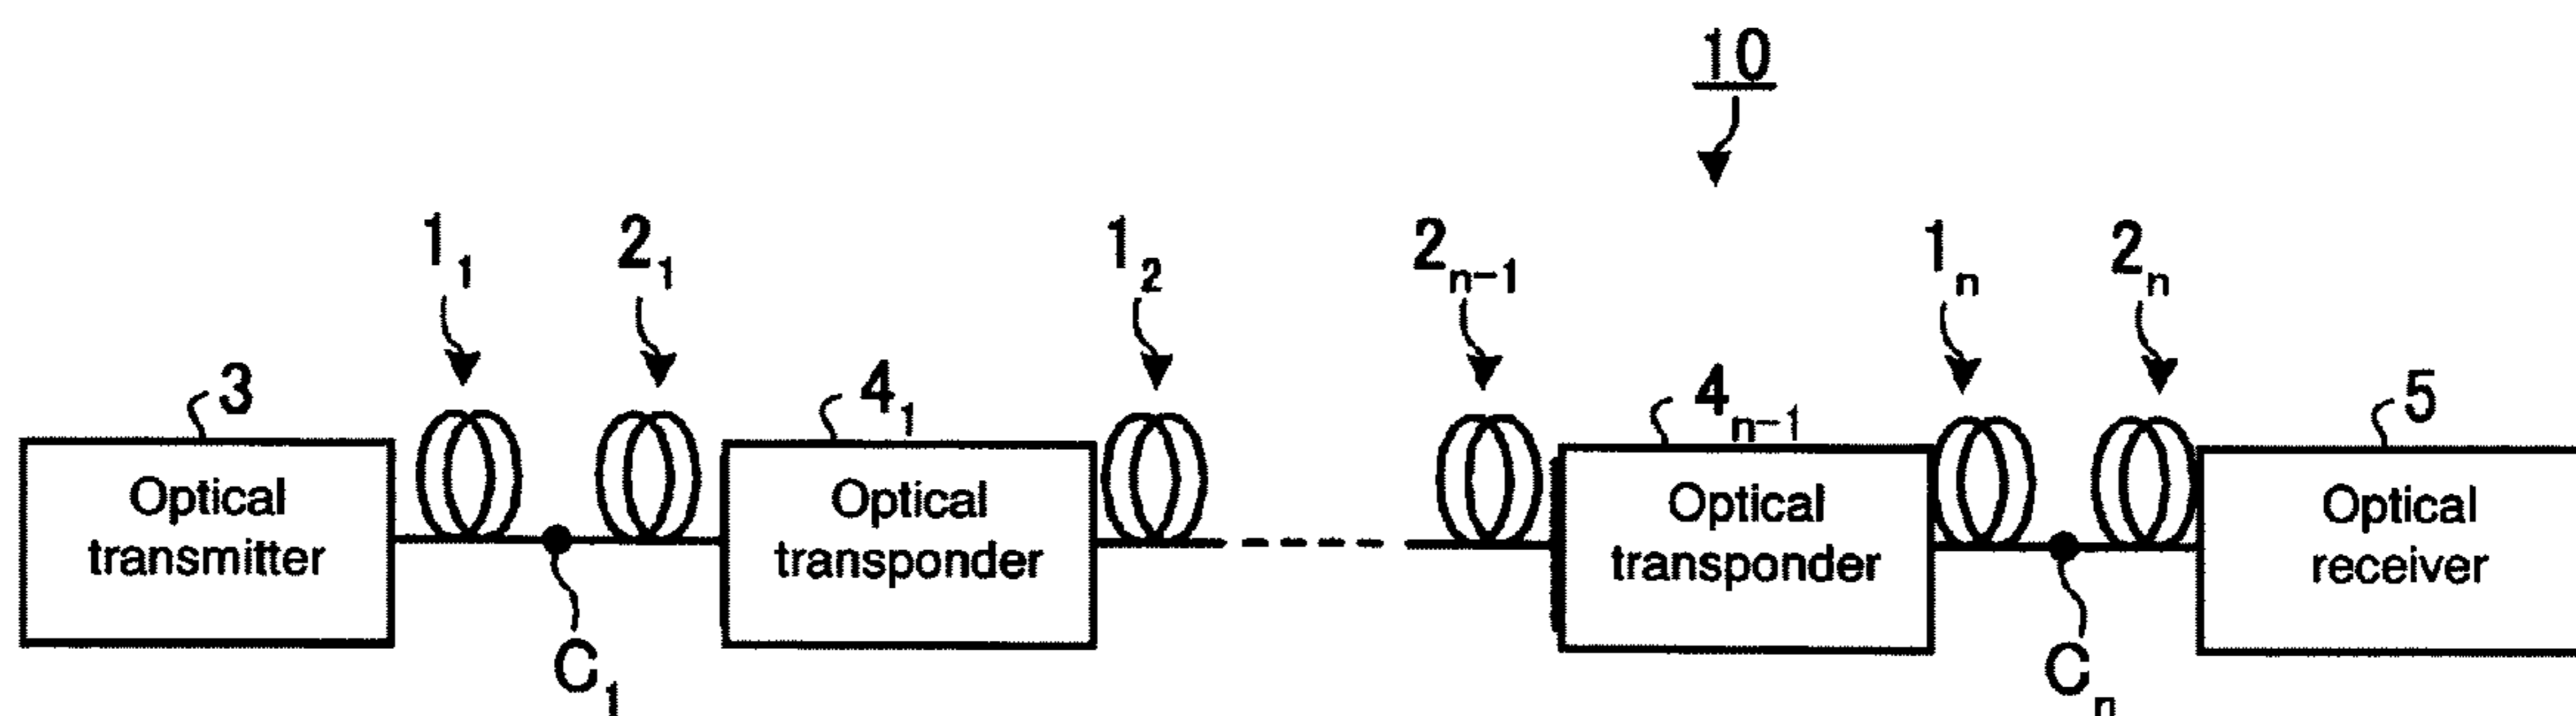 10
1₁ 2₁ 1₂ 2ₙ₋₁ 1ₙ 2ₙ
3 4₁ 4ₙ₋₁ 5
Optical transmitter
Optical transponder
Optical transponder
Optical receiver
C₁ Cₙ